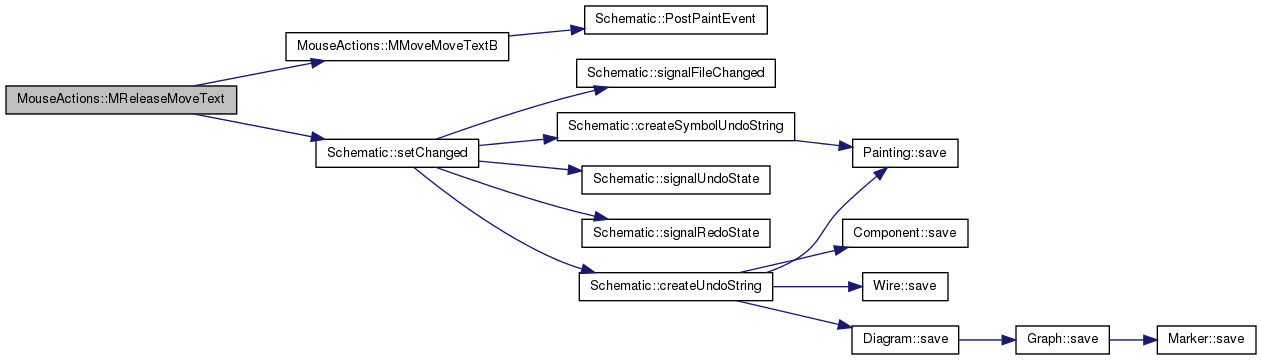 Schematic::PostPaintEvent
MouseActions::MMoveMoveTextB
Schematic::signalFileChanged
MouseActions::MReleaseMoveText
Schematic::createSymbolUndoString
Schematic::setChanged
Painting::save
Schematic::signalUndoState
Schematic::signalRedoState
Component::save
Schematic::createUndoString
Wire::save
Diagram::save
Graph::save
Marker::save